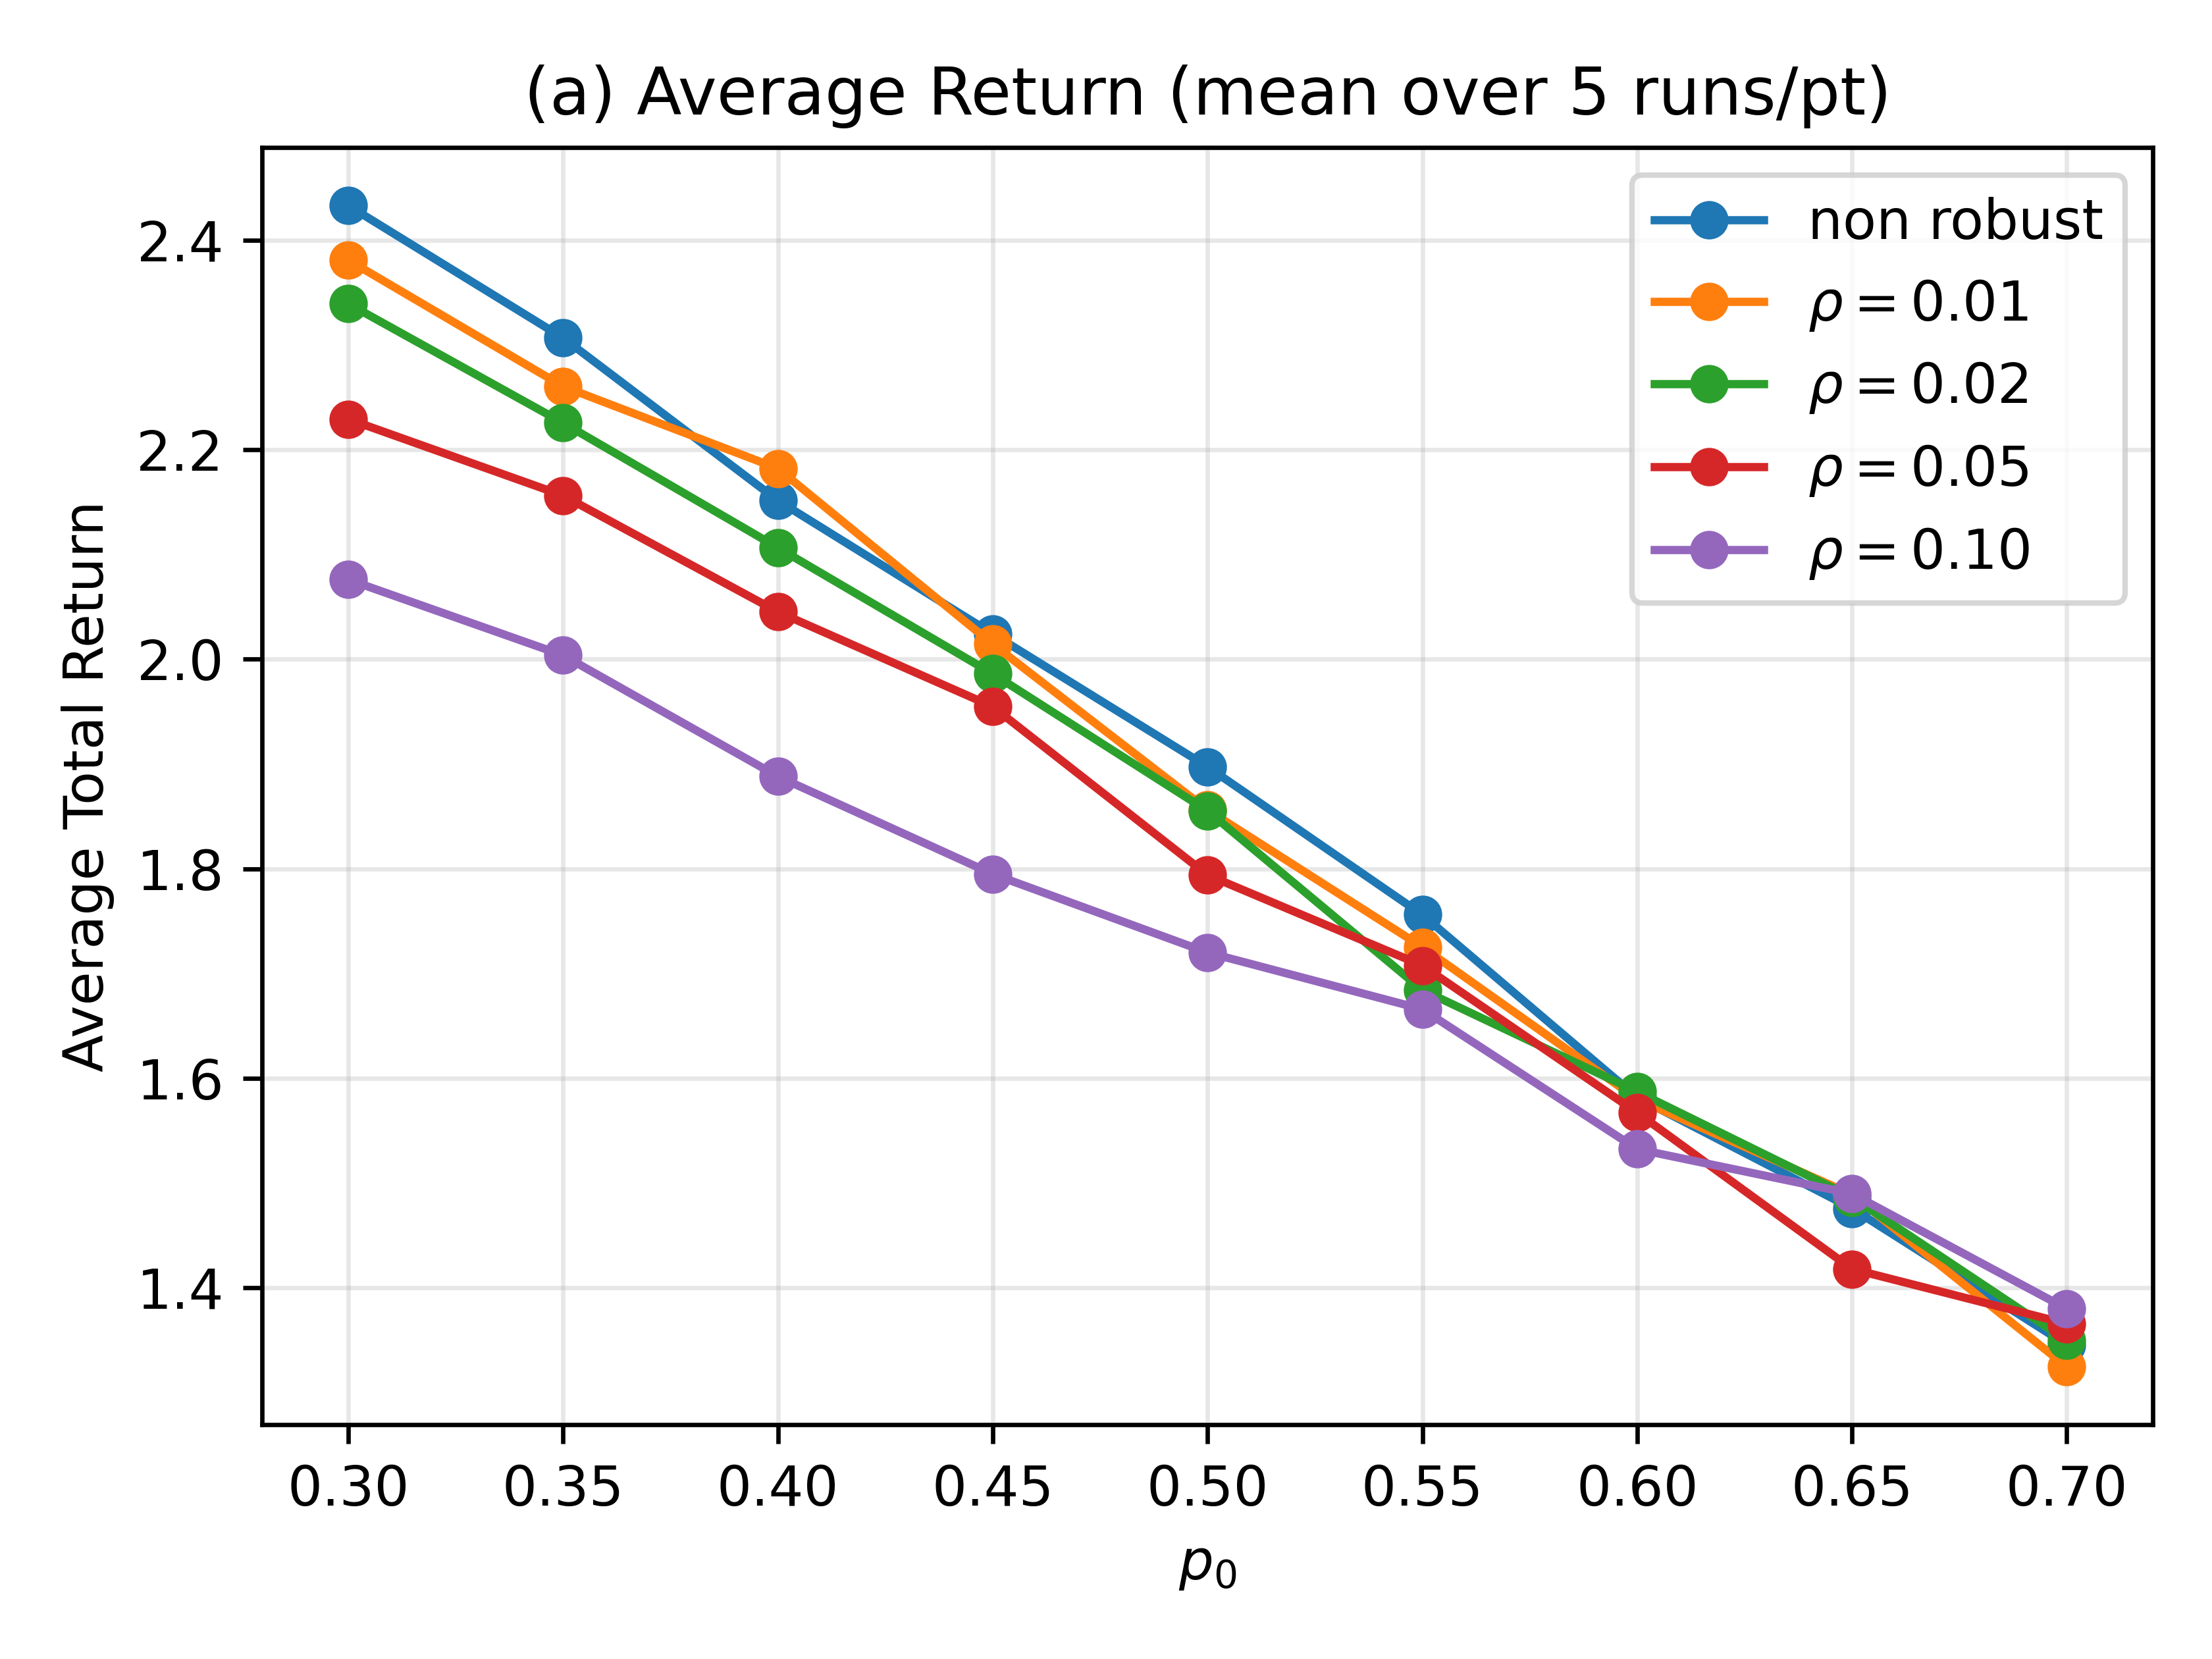 (a) Average Return (mean over 5 runs/pt)
non robust
ρ = 0.01
ρ = 0.02
ρ = 0.05
ρ = 0.10
Average Total Return
2.4
2.2
2.0
1.8
1.6
1.4
0.30 0.35 0.40 0.45 0.50 0.55 0.60 0.65 0.70
p₀